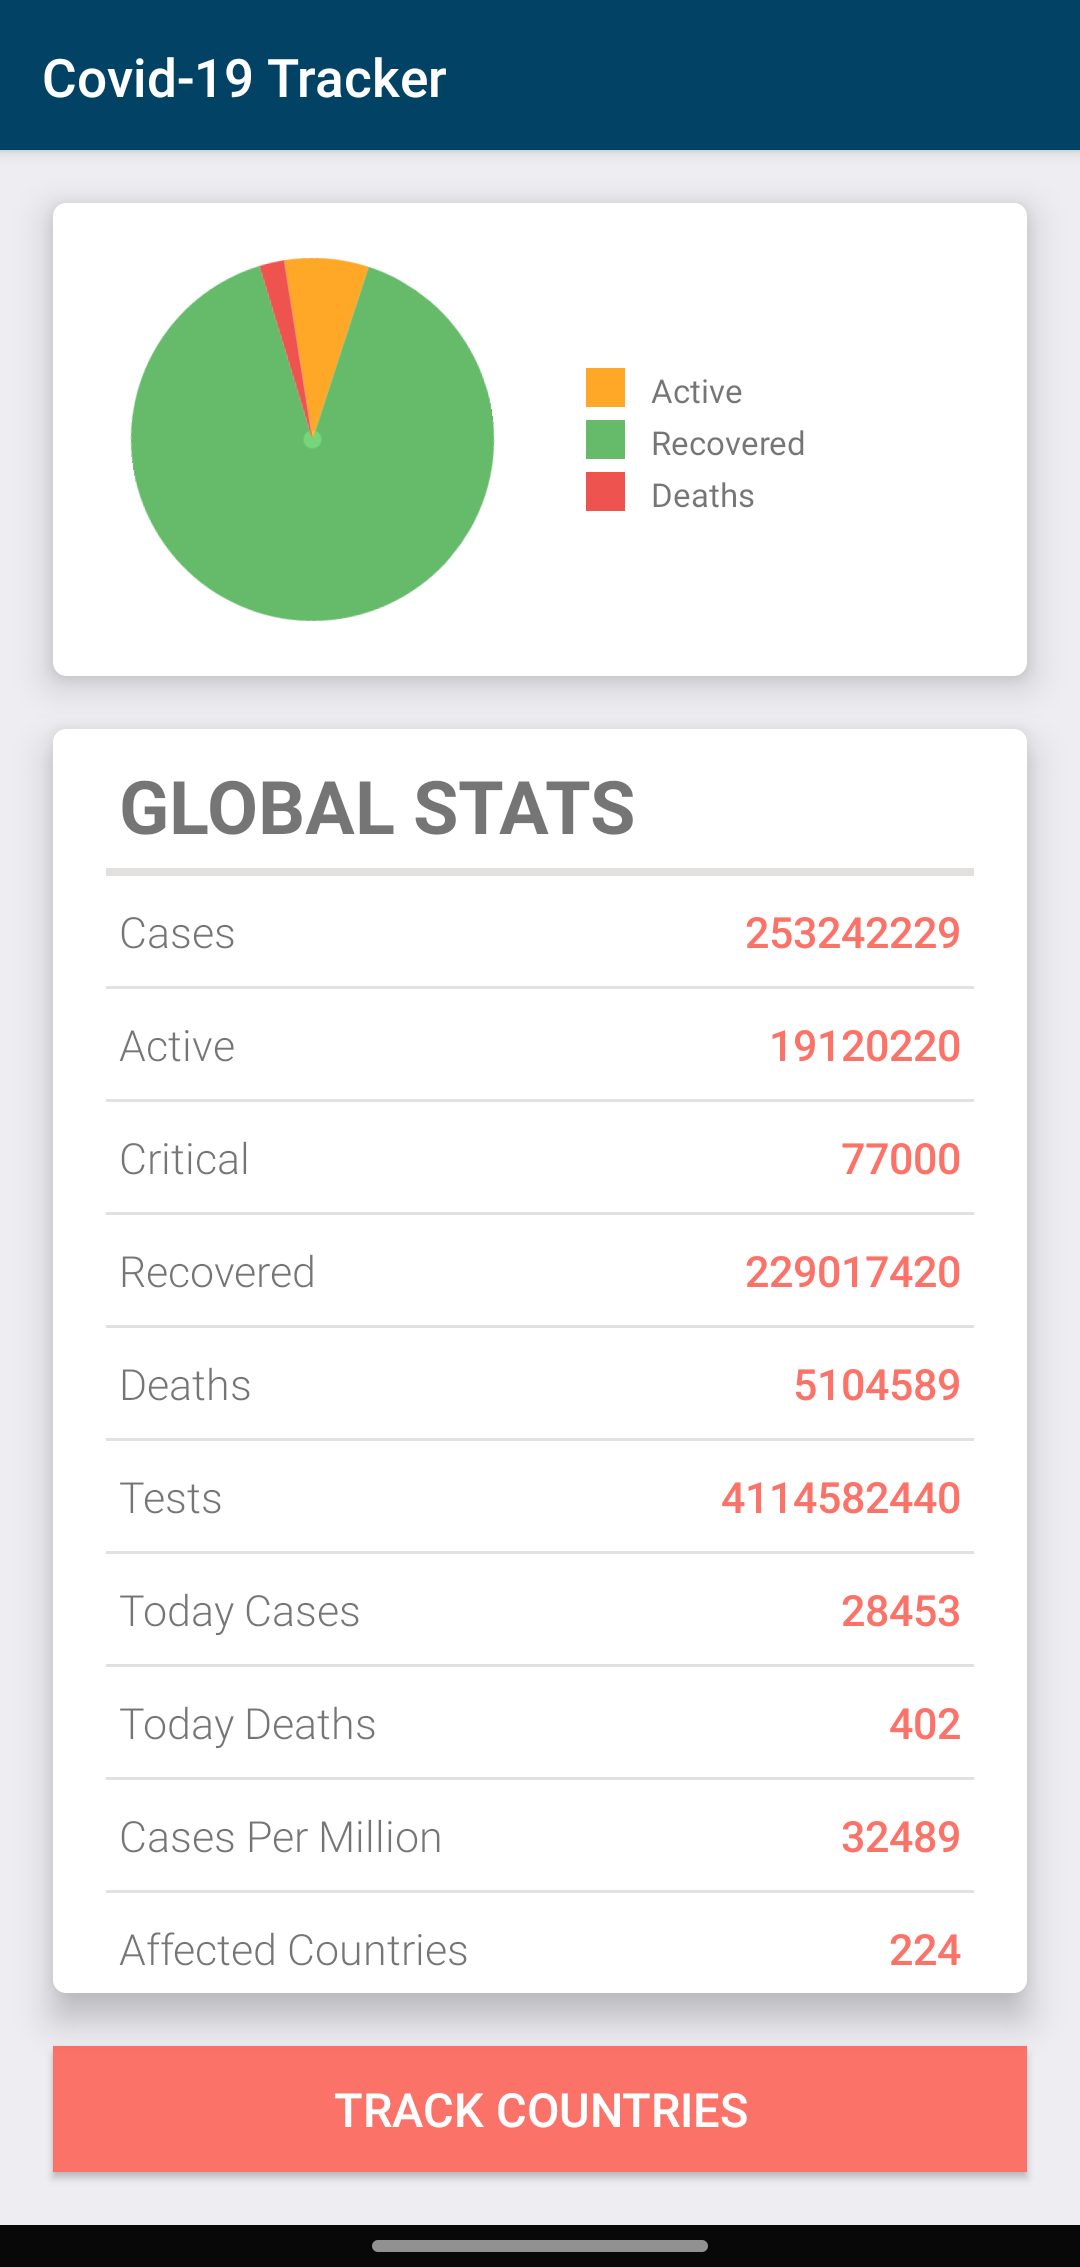 Covid-19 Tracker
Active
Recovered
Deaths
GLOBAL STATS
Cases 253242229
Active 19120220
Critical 77000
Recovered 229017420
Deaths 5104589
Tests 4114582440
Today Cases 28453
Today Deaths 402
Cases Per Million 32489
Affected Countries 224
TRACK COUNTRIES